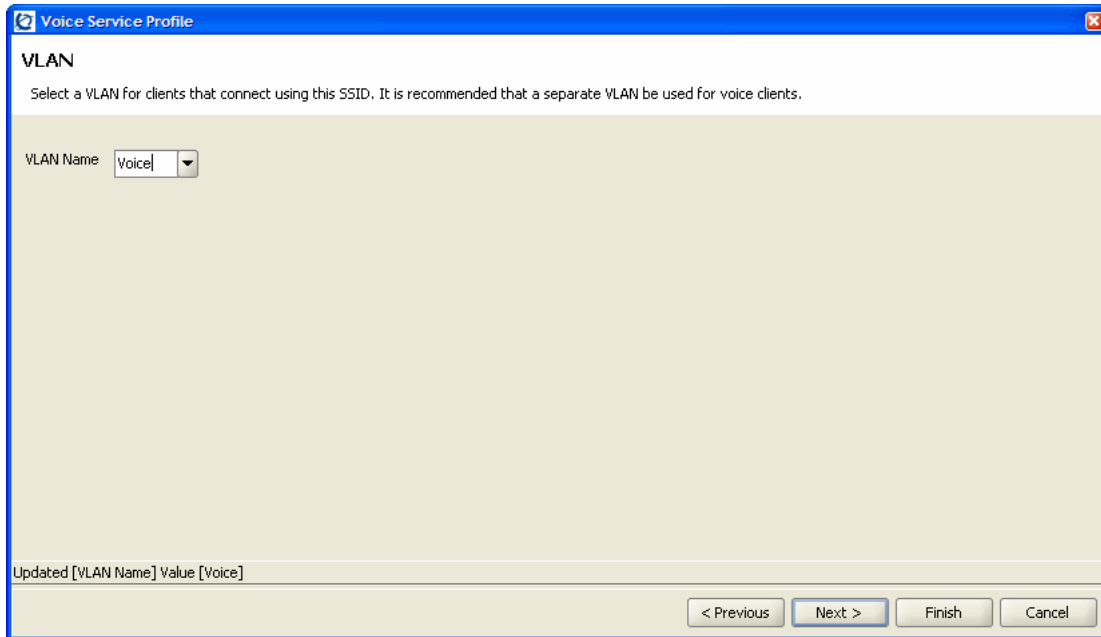 Voice Service Profile
VLAN
Select a VLAN for clients that connect using this SSID. It is recommended that a separate VLAN be used for voice clients.
VLAN Name Voice
Updated [VLAN Name] Value [Voice]
< Previous Next > Finish Cancel